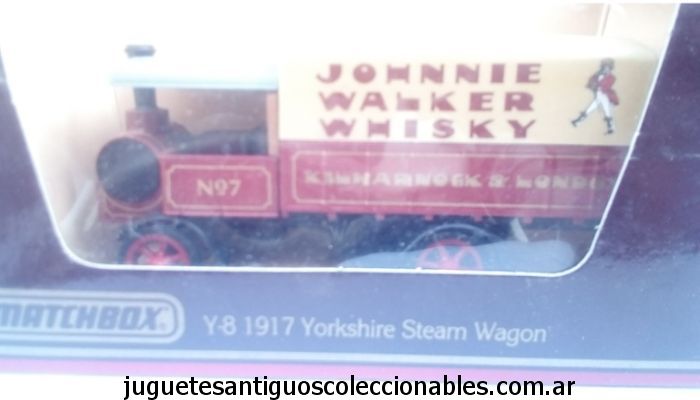 JOHNNIE
WALKER
WHISKY
No7
KILMARNOCK & LONDON
MATCHBOX
Y-8 1917 Yorkshire Steam Wagon
juguetesantiguoscoleccionables.com.ar